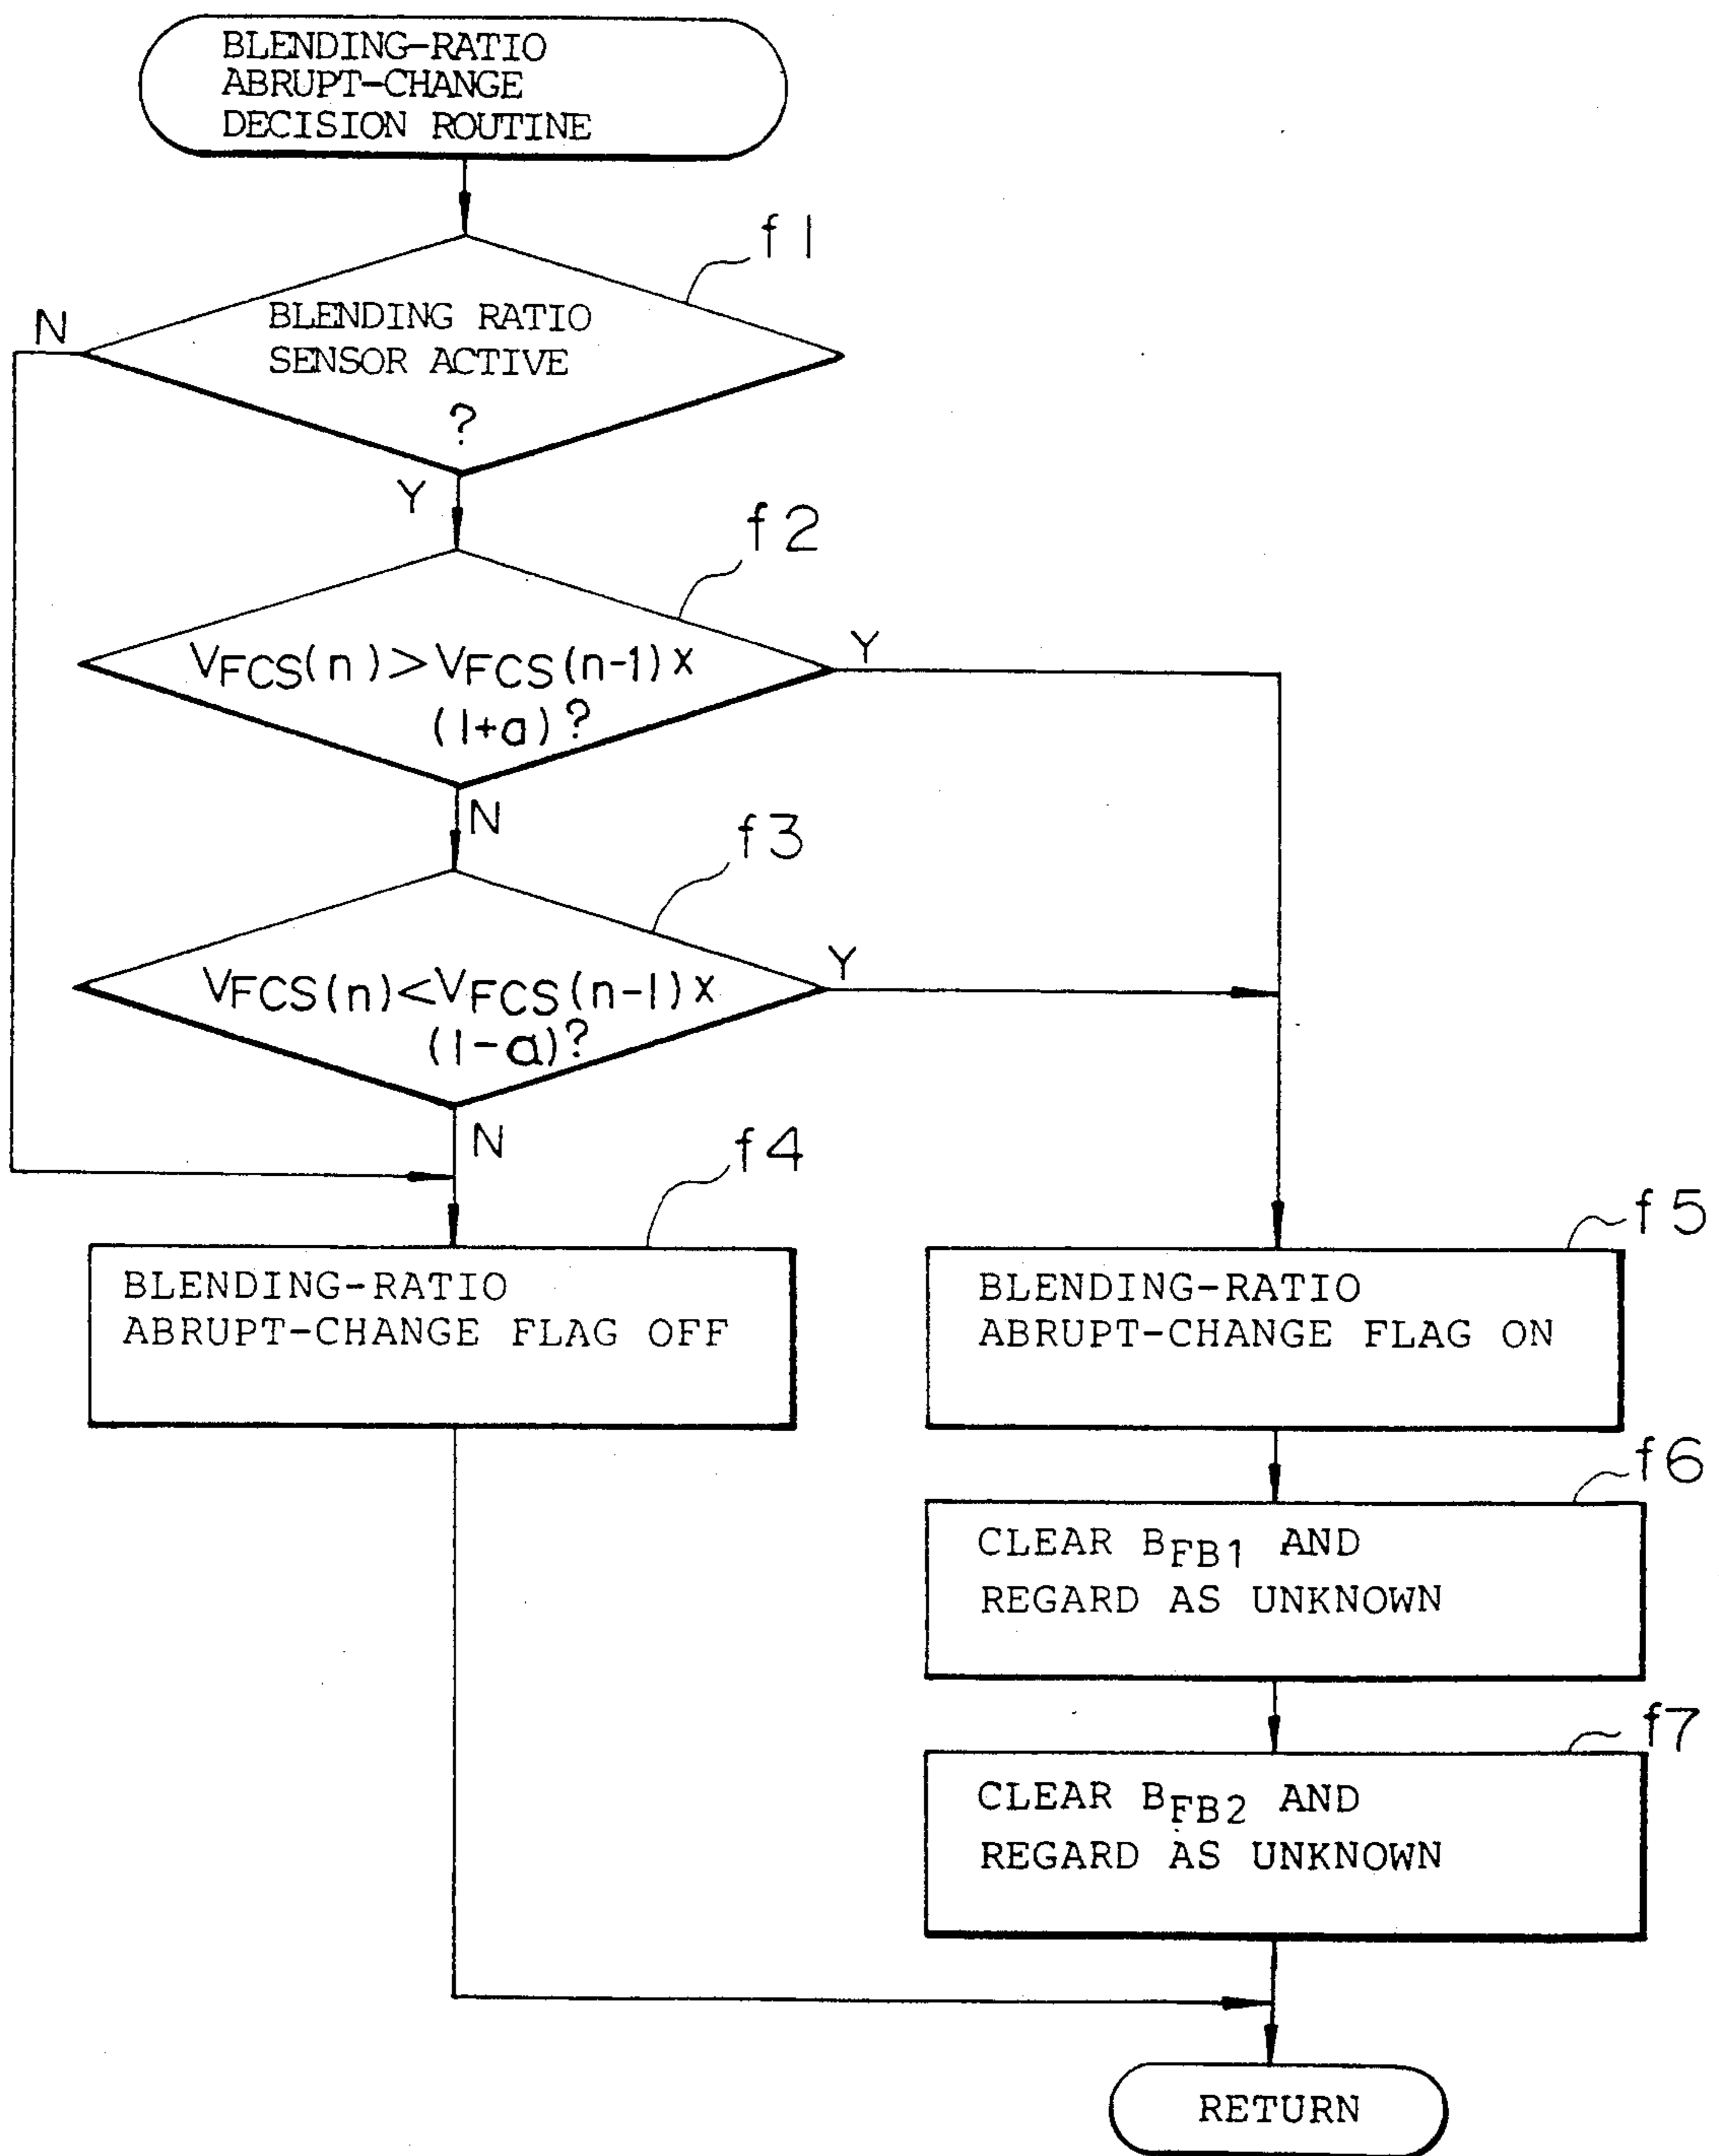 BLENDING-RATIO
ABRUPT-CHANGE
DECISION ROUTINE
f1
N
BLENDING RATIO
SENSOR ACTIVE
?
Y
f2
VFCS(n)>VFCS(n-1)x
(1+a)?
Y
N
f3
VFCS(n)<VFCS(n-1)x
(1-a)?
Y
N
f4
BLENDING-RATIO
ABRUPT-CHANGE FLAG OFF
f5
BLENDING-RATIO
ABRUPT-CHANGE FLAG ON
f6
CLEAR BFB1 AND
REGARD AS UNKNOWN
f7
CLEAR BFB2 AND
REGARD AS UNKNOWN
RETURN